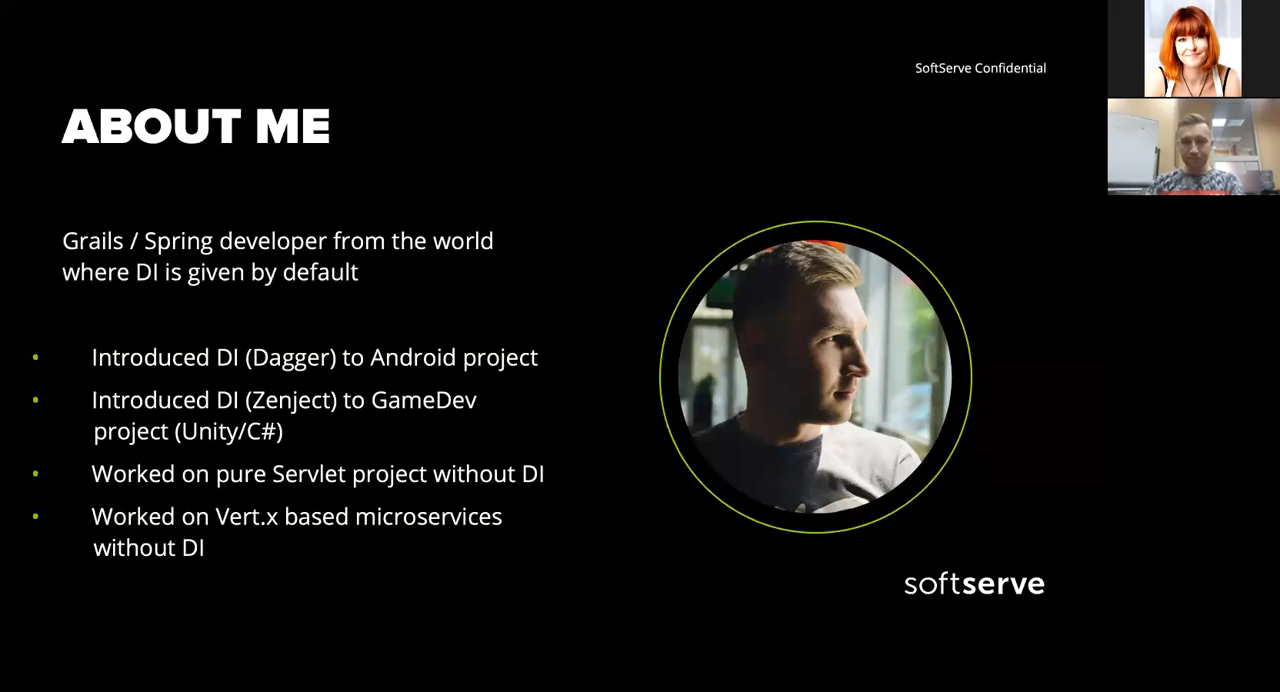 SoftServe Confidential
ABOUT ME
Grails / Spring developer from the world
where DI is given by default
• Introduced DI (Dagger) to Android project
• Introduced DI (Zenject) to GameDev
project (Unity/C#)
• Worked on pure Servlet project without DI
• Worked on Vert.x based microservices
without DI
softserve